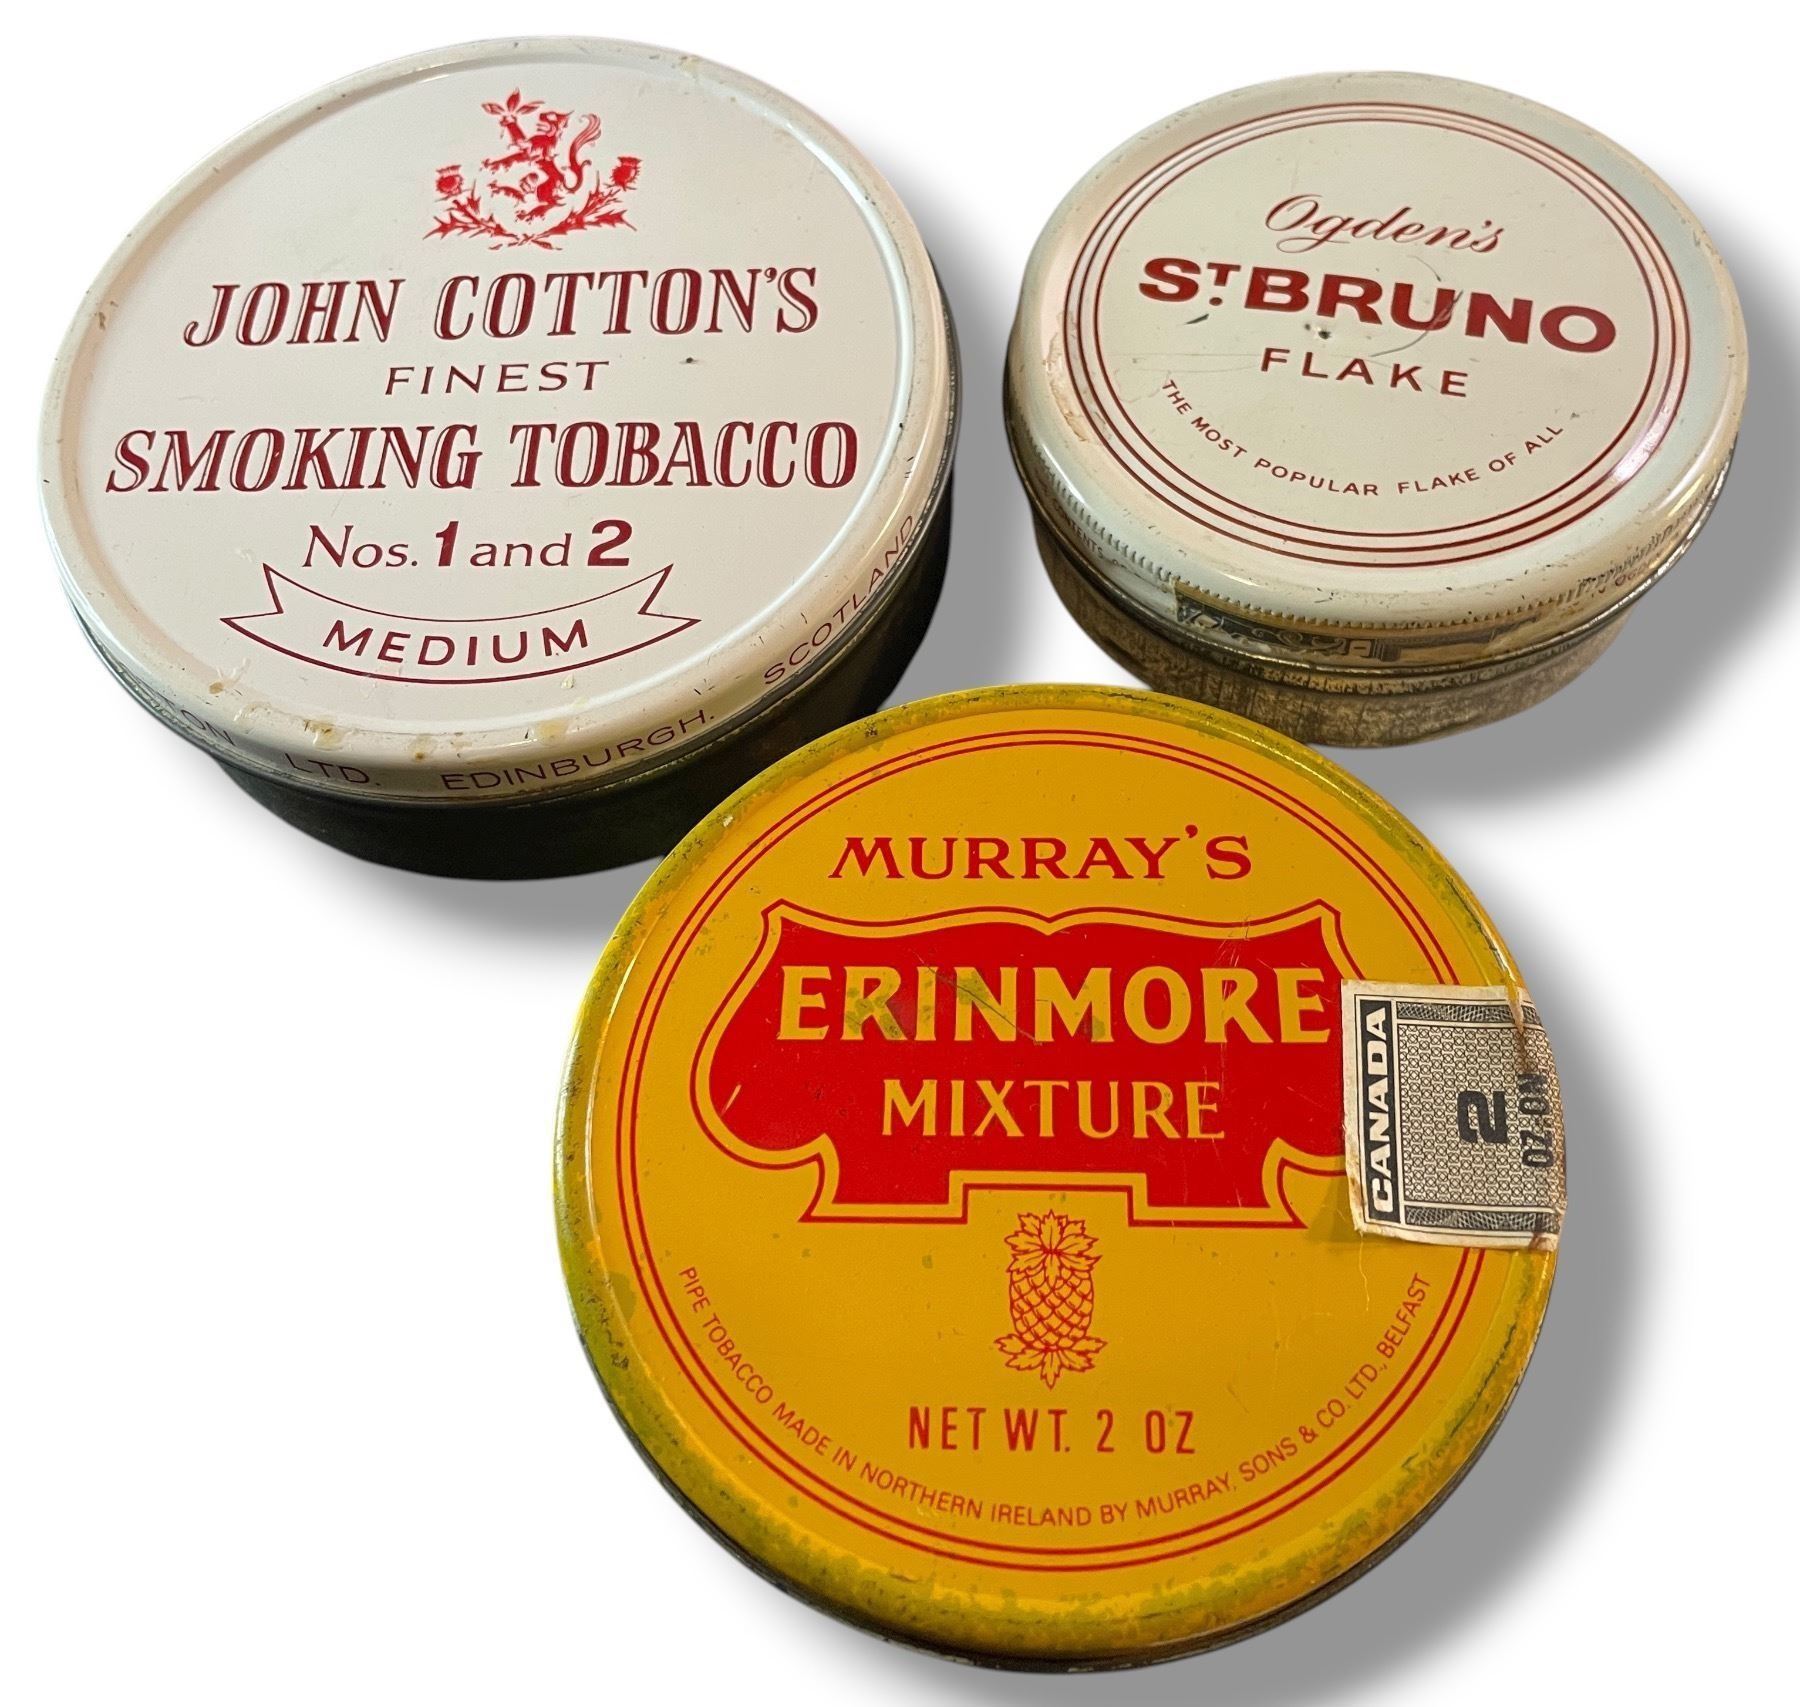 JOHN COTTON'S
FINEST
SMOKING TOBACCO
Nos. 1 and 2
MEDIUM
LTD. EDINBURGH. SCOTLAND
Ogden's
ST. BRUNO
FLAKE
THE MOST POPULAR FLAKE OF ALL
CONTENTS
MURRAY'S
ERINMORE
MIXTURE
CANADA
2
OZ. ON
NET WT. 2 OZ
PIPE TOBACCO MADE IN NORTHERN IRELAND BY MURRAY, SONS & CO. LTD., BELFAST